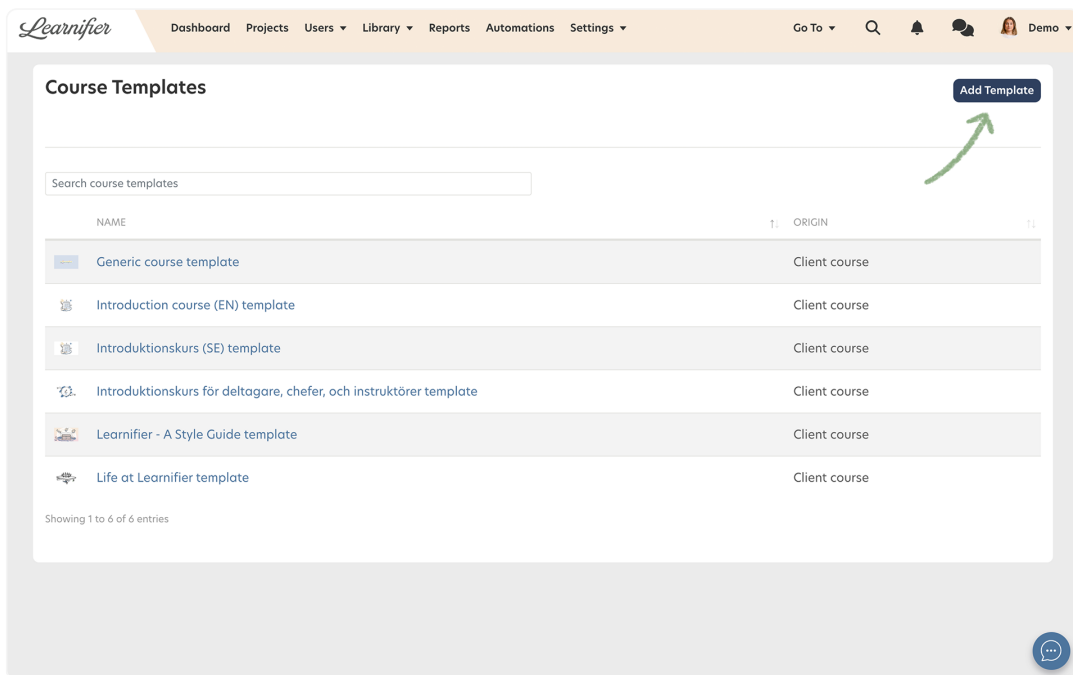 Learnifier Dashboard Projects Users Library Reports Automations Settings Go To Demo
Course Templates
Add Template
Search course templates
NAME ORIGIN
Generic course template Client course
Introduction course (EN) template Client course
Introduktionskurs (SE) template Client course
Introduktionskurs för deltagare, chefer, och instruktörer template Client course
Learnifier - A Style Guide template Client course
Life at Learnifier template Client course
Showing 1 to 6 of 6 entries